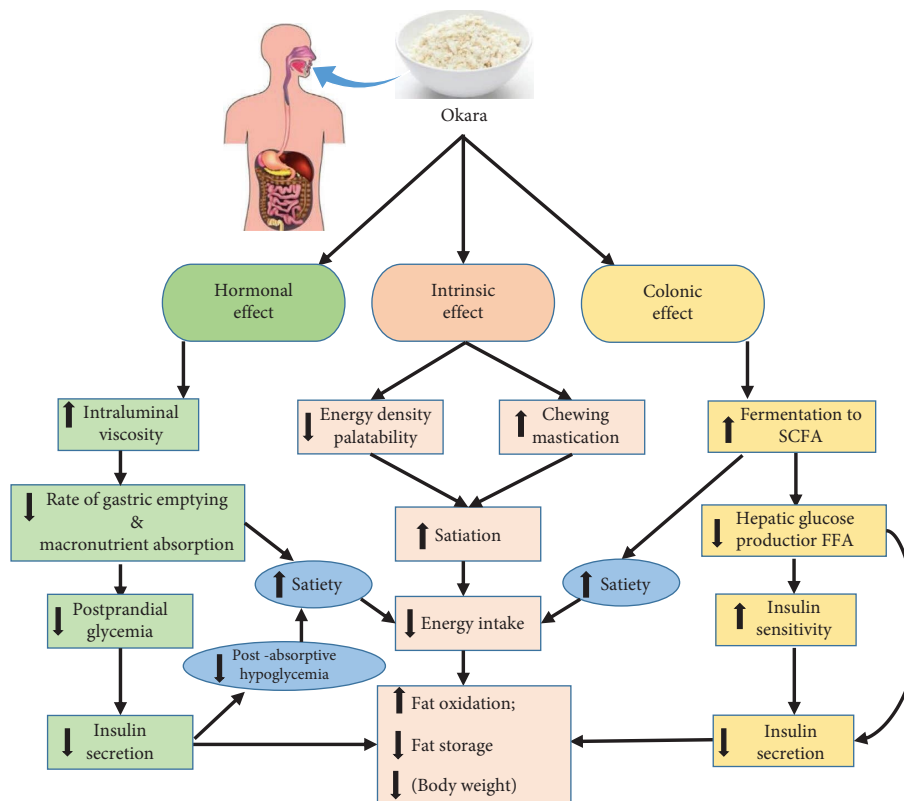 Okara
Hormonal
effect
Intrinsic
effect
Colonic
effect
Intraluminal
viscosity
Energy density
palatability
Chewing
mastication
Fermentation to
SCFA
Rate of gastric emptying
&
macronutrient absorption
Satiation
Hepatic glucose
productior FFA
Satiety
Satiety
Postprandial
glycemia
Energy intake
Insulin
sensitivity
Post -absorptive
hypoglycemia
Insulin
secretion
Fat oxidation;
Fat storage
(Body weight)
Insulin
secretion